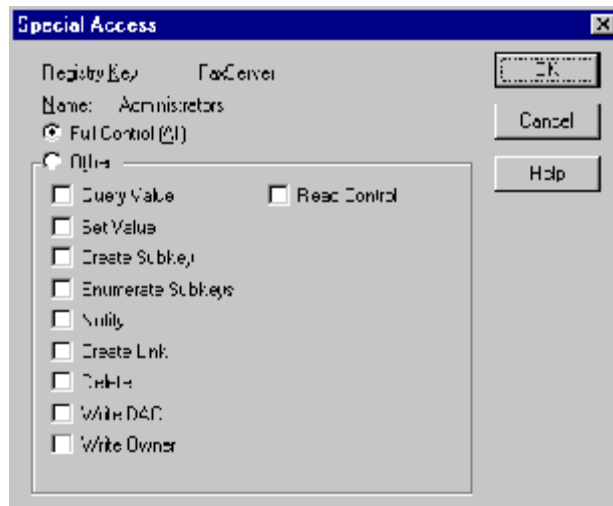 Special Access
Registry Key: FaxServer
Name: Administrators
Full Control (All)
Other
Query Value
Read Control
Set Value
Create Subkey
Enumerate Subkeys
Notify
Create Link
Delete
Write DAC
Write Owner
OK
Cancel
Help